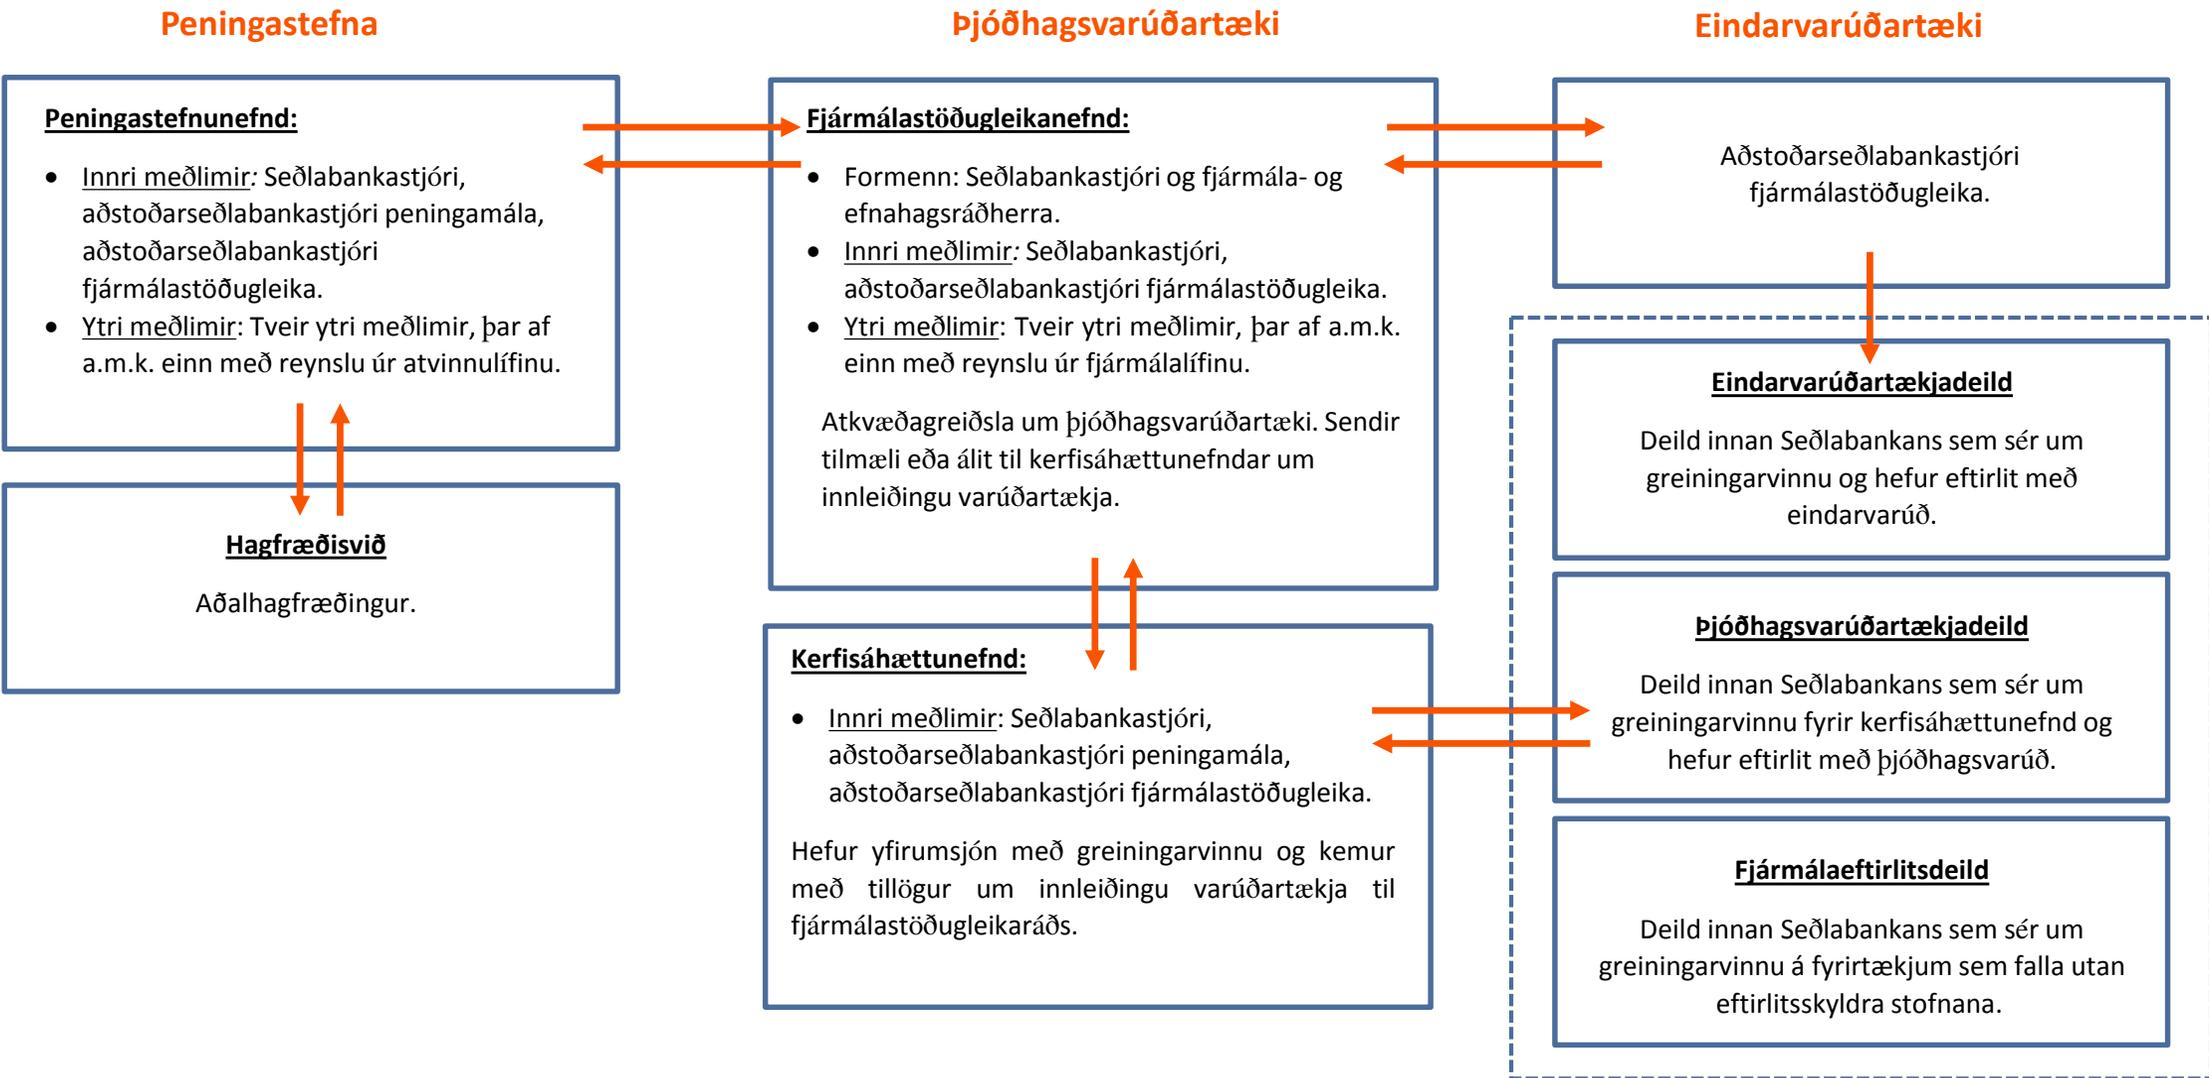 Peningastefna
Þjóðhagsvarúðartæki
Eindarvarúðartæki
Peningastefnunefnd:
• Innri meðlimir: Seðlabankastjóri,
aðstoðarseðlabankastjóri peningamála,
aðstoðarseðlabankastjóri
fjármálastöðugleika.
• Ytri meðlimir: Tveir ytri meðlimir, þar af
a.m.k. einn með reynslu úr atvinnulífinu.
Hagfræðisvið
Aðalhagfræðingur.
Fjármálastöðugleikanefnd:
• Formenn: Seðlabankastjóri og fjármála- og
efnahagsráðherra.
• Innri meðlimir: Seðlabankastjóri,
aðstoðarseðlabankastjóri fjármálastöðugleika.
• Ytri meðlimir: Tveir ytri meðlimir, þar af a.m.k.
einn með reynslu úr fjármálalífinu.
Atkvæðagreiðsla um þjóðhagsvarúðartæki. Sendir
tilmæli eða álit til kerfisáhættunefndar um
innleiðingu varúðartækja.
Kerfisáhættunefnd:
• Innri meðlimir: Seðlabankastjóri,
aðstoðarseðlabankastjóri peningamála,
aðstoðarseðlabankastjóri fjármálastöðugleika.
Hefur yfirumsjón með greiningarvinnu og kemur
með tillögur um innleiðingu varúðartækja til
fjármálastöðugleikaráðs.
Aðstoðarseðlabankastjóri
fjármálastöðugleika.
Eindarvarúðartækjadeild
Deild innan Seðlabankans sem sér um
greiningarvinnu og hefur eftirlit með
eindarvarúð.
Þjóðhagsvarúðartækjadeild
Deild innan Seðlabankans sem sér um
greiningarvinnu fyrir kerfisáhættunefnd og
hefur eftirlit með þjóðhagsvarúð.
Fjármálaeftirlitsdeild
Deild innan Seðlabankans sem sér um
greiningarvinnu á fyrirtækjum sem falla utan
eftirlitsskyldra stofnana.